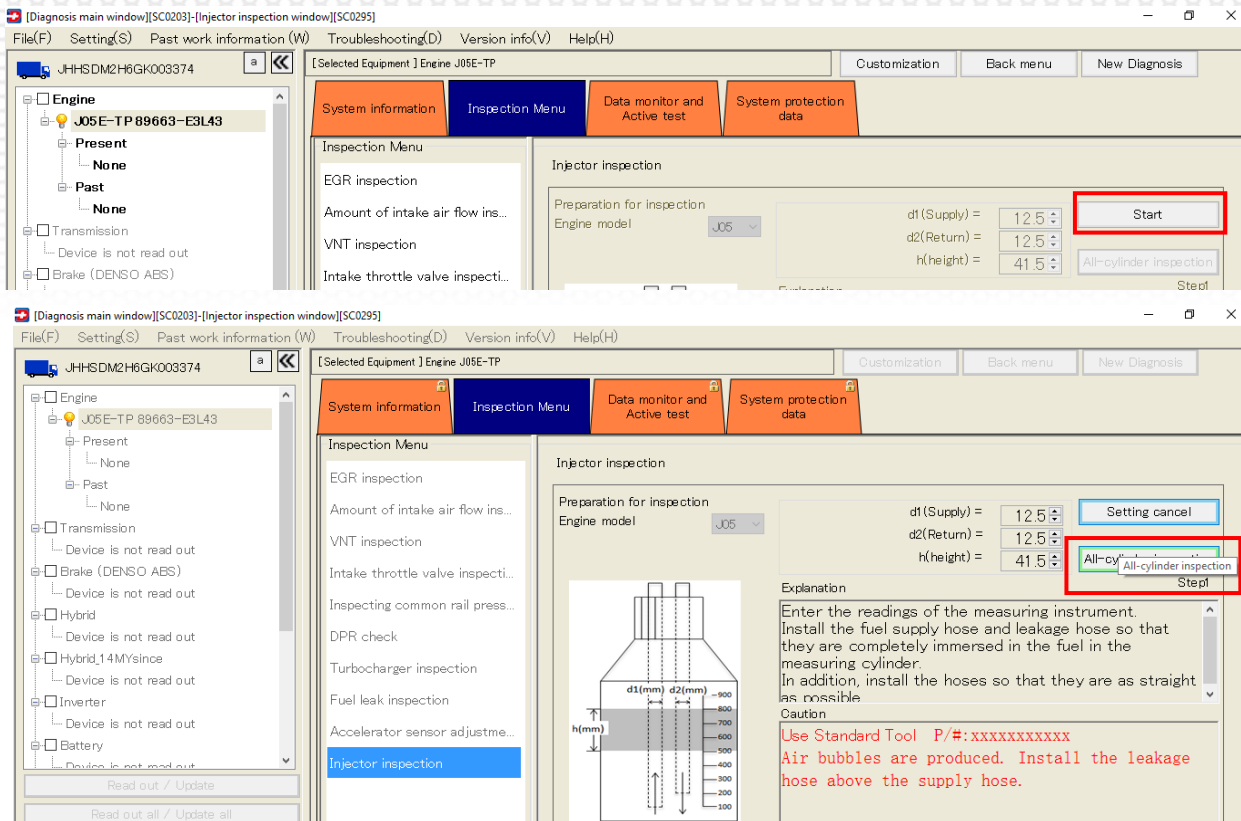 [Diagnosis main window][SC0203]-[Injector inspection window][SC0295]
File(F) Setting(S) Past work information (W) Troubleshooting(D) Version info(V) Help(H)
JHHSDM2H6GK003374 a
[Selected Equipment ] Engine J05E-TP Customization Back menu New Diagnosis
Engine
J05E-TP 89663-E3L43
Present
None
Past
None
Transmission
Device is not read out
Brake (DENSO ABS)
System information
Inspection Menu
Data monitor and
Active test
System protection
data
Inspection Menu
EGR inspection
Amount of intake air flow ins...
VNT inspection
Intake throttle valve inspecti...
Injector inspection
Preparation for inspection
Engine model J05
d1(Supply) = 12.5
d2(Return) = 12.5
h(height) = 41.5
Start
All-cylinder inspection
Step1
Explanation
[Diagnosis main window][SC0203]-[Injector inspection window][SC0295]
File(F) Setting(S) Past work information (W) Troubleshooting(D) Version info(V) Help(H)
JHHSDM2H6GK003374 a
[Selected Equipment ] Engine J05E-TP Customization Back menu New Diagnosis
Engine
J05E-TP 89663-E3L43
Present
None
Past
None
Transmission
Device is not read out
Brake (DENSO ABS)
Device is not read out
Hybrid
Device is not read out
Hybrid_14MYsince
Device is not read out
Inverter
Device is not read out
Battery
Device is not read out
Read out / Update
Read out all / Update all
System information
Inspection Menu
Data monitor and
Active test
System protection
data
Inspection Menu
EGR inspection
Amount of intake air flow ins...
VNT inspection
Intake throttle valve inspecti...
Inspecting common rail press...
DPR check
Turbocharger inspection
Fuel leak inspection
Accelerator sensor adjustme...
Injector inspection
Injector inspection
Preparation for inspection
Engine model J05
d1(Supply) = 12.5
d2(Return) = 12.5
h(height) = 41.5
Setting cancel
All-cy
All-cylinder inspection
Step1
d1(mm) d2(mm)
h(mm)
900
800
700
600
500
400
300
200
100
Explanation
Enter the readings of the measuring instrument.
Install the fuel supply hose and leakage hose so that
they are completely immersed in the fuel in the
measuring cylinder.
In addition, install the hoses so that they are as straight
as possible
Caution
Use Standard Tool P/#:xxxxxxxxxxx
Air bubbles are produced. Install the leakage
hose above the supply hose.